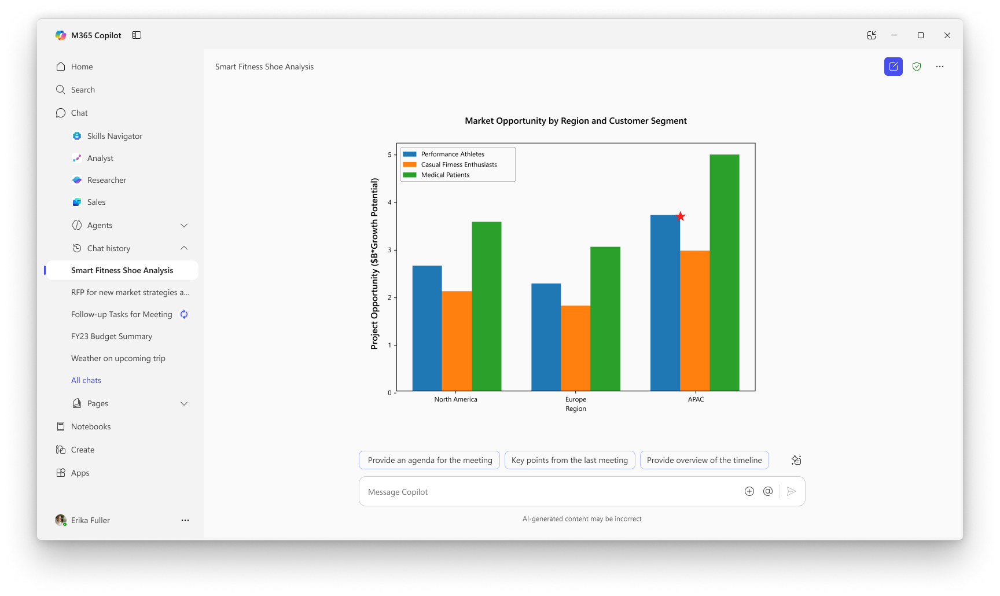 M365 Copilot
Home
Search
Chat
Skills Navigator
Analyst
Researcher
Sales
Agents
Chat history
Smart Fitness Shoe Analysis
RFP for new market strategies a...
Follow-up Tasks for Meeting
FY23 Budget Summary
Weather on upcoming trip
All chats
Pages
Notebooks
Create
Apps
Erika Fuller
Smart Fitness Shoe Analysis
Market Opportunity by Region and Customer Segment
Performance Athletes
Casual Firness Enthusiasts
Medical Patients
Project Opportunity ($B*Growth Potential)
5
4
3
2
1
0
North America
Europe
APAC
Region
Provide an agenda for the meeting
Key points from the last meeting
Provide overview of the timeline
Message Copilot
AI-generated content may be incorrect